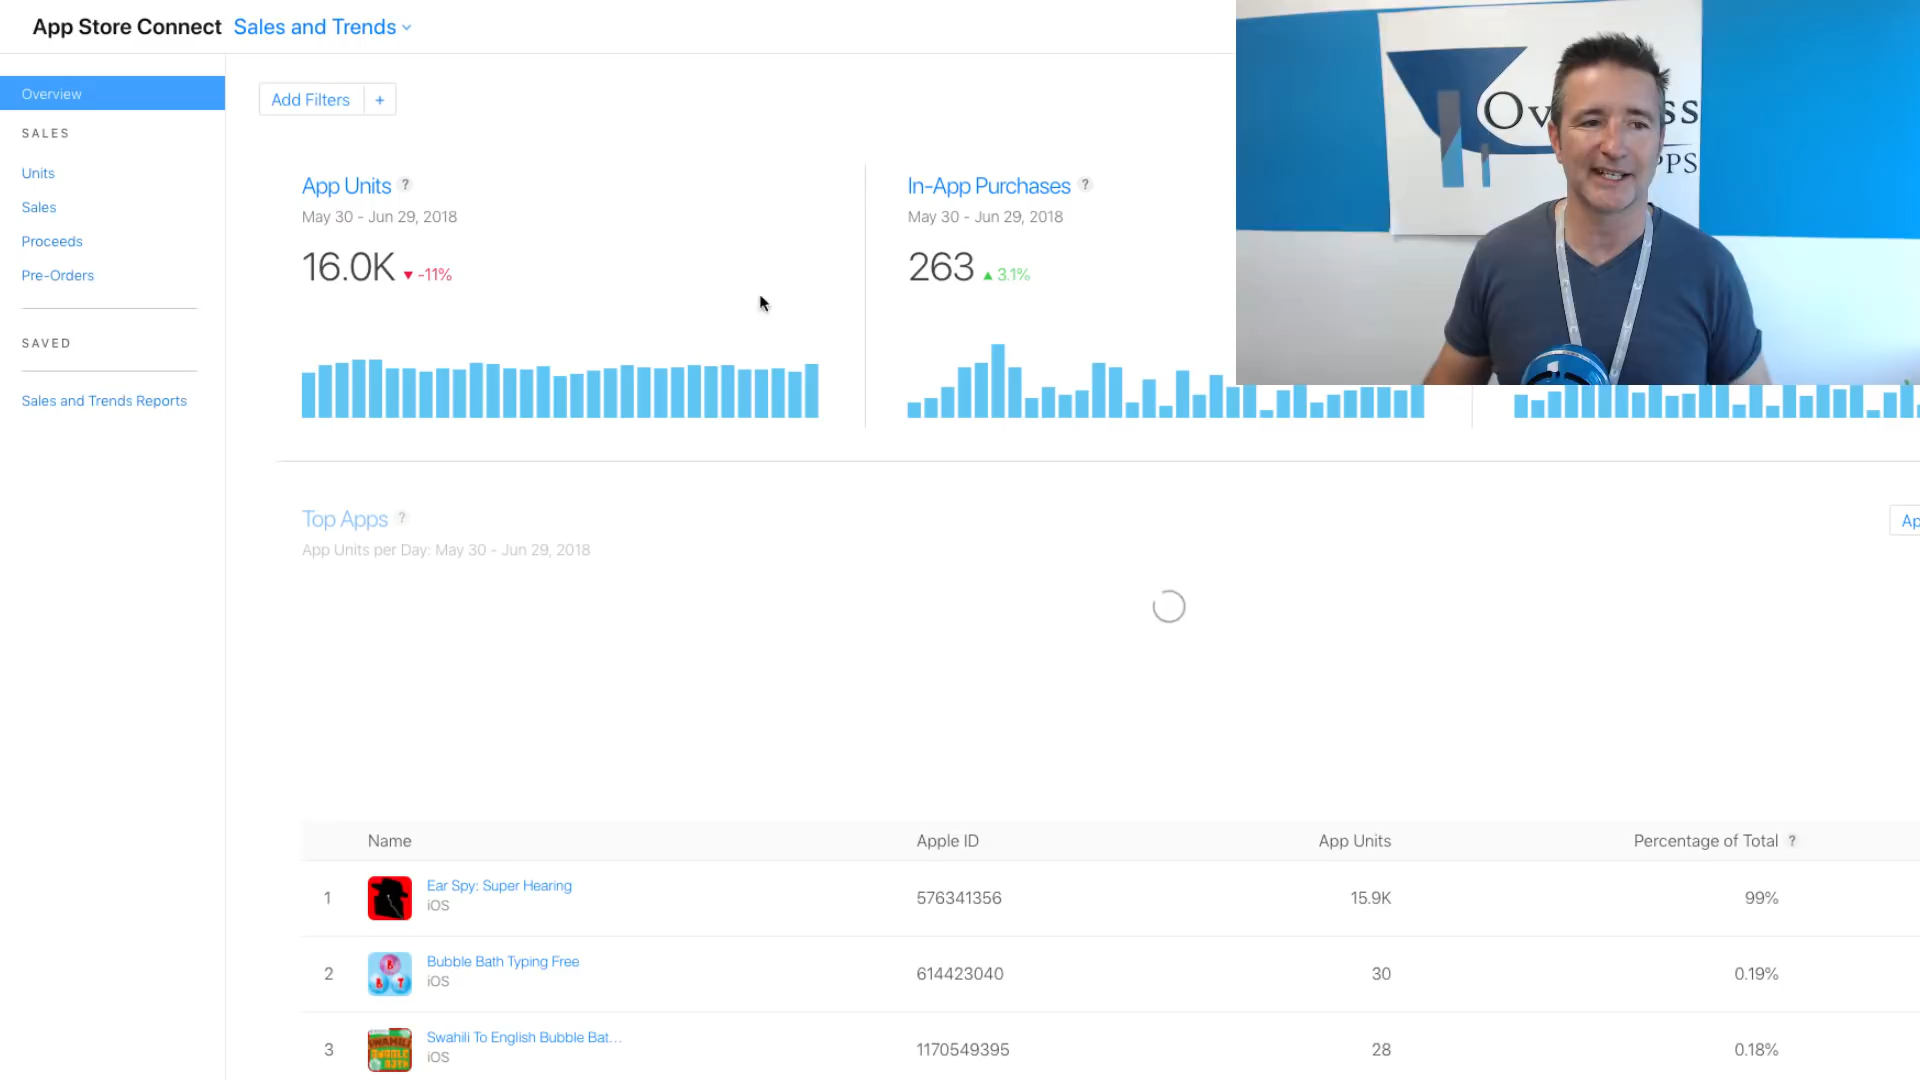 App Store Connect Sales and Trends
Overview
SALES
Units
Sales
Proceeds
Pre-Orders
SAVED
Sales and Trends Reports
Add Filters +
App Units ?
May 30 - Jun 29, 2018
16.0K ▼ -11%
In-App Purchases ?
May 30 - Jun 29, 2018
263 ▲ 3.1%
Top Apps ?
App Units per Day: May 30 - Jun 29, 2018
Ap
Name Apple ID App Units Percentage of Total ?
1 Ear Spy: Super Hearing 576341356 15.9K 99%
iOS
2 Bubble Bath Typing Free 614423040 30 0.19%
iOS
3 Swahili To English Bubble Bat... 1170549395 28 0.18%
iOS